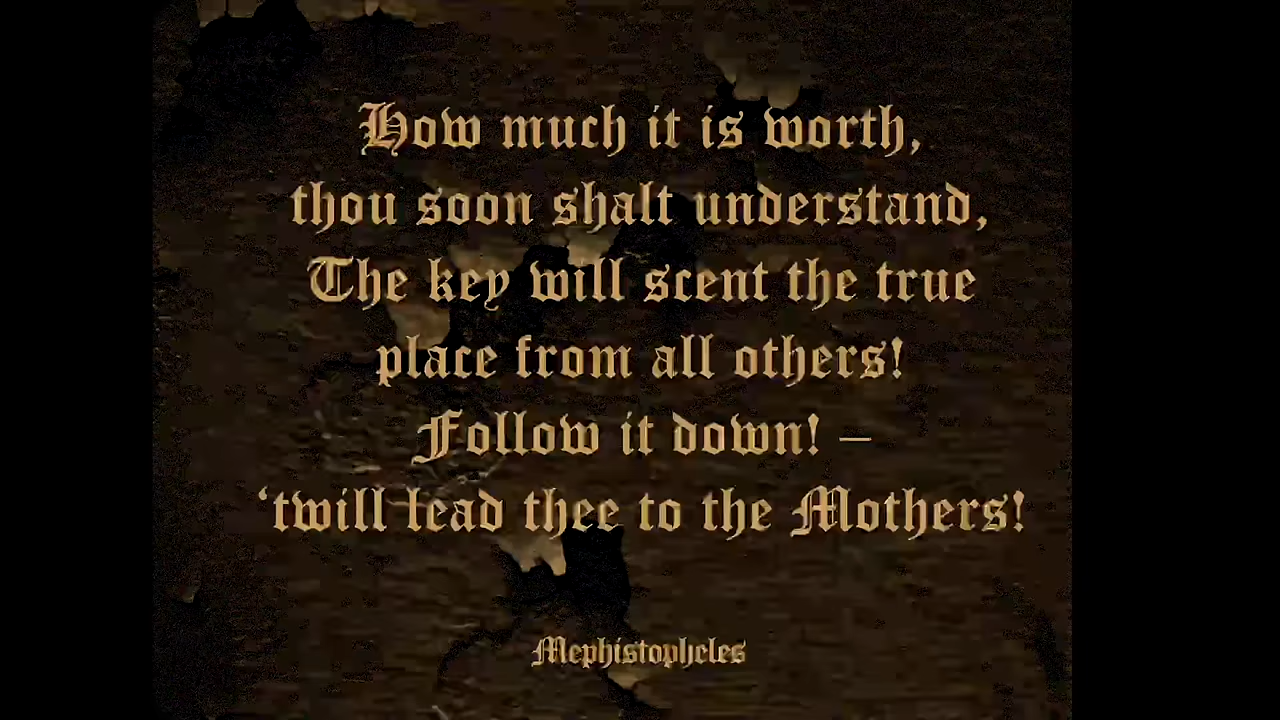 How much it is worth,
thou soon shalt understand,
The key will scent the true
place from all others!
Follow it down! –
‘twill lead thee to the Mothers!
Mephistopheles